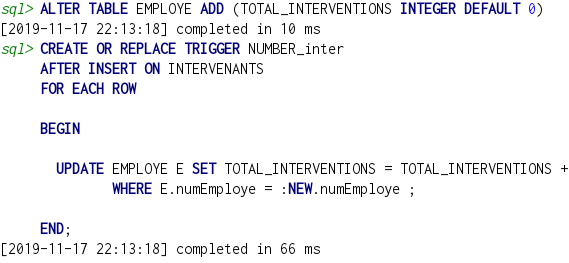 sql> ALTER TABLE EMPLOYE ADD (TOTAL_INTERVENTIONS INTEGER DEFAULT 0)
[2019-11-17 22:13:18] completed in 10 ms
sql> CREATE OR REPLACE TRIGGER NUMBER_inter
AFTER INSERT ON INTERVENANTS
FOR EACH ROW
BEGIN
UPDATE EMPLOYE E SET TOTAL_INTERVENTIONS = TOTAL_INTERVENTIONS +
WHERE E.numEmploye = :NEW.numEmploye ;
END;
[2019-11-17 22:13:18] completed in 66 ms